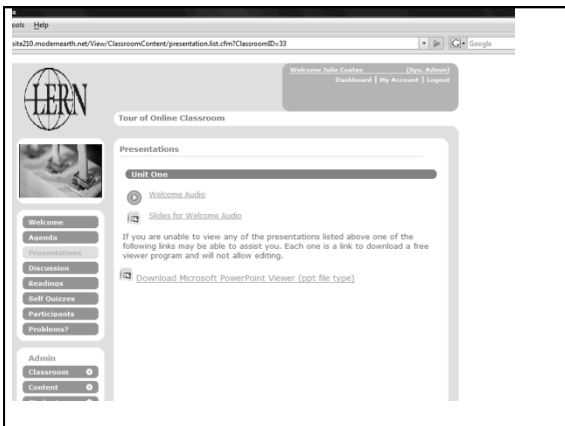 ools Help
site210.modernearth.net/View/ClassroomContent/presentation.list.cfm?ClassroomID=33
Google
Welcome Julie Coates (Sys. Admin)
Dashboard | My Account | Logout
LERN
Tour of Online Classroom
Presentations
Unit One
Welcome Audio
Slides for Welcome Audio
If you are unable to view any of the presentations listed above one of the
following links may be able to assist you. Each one is a link to download a free
viewer program and will not allow editing.
Download Microsoft PowerPoint Viewer (ppt file type)
Welcome
Agenda
Presentations
Discussion
Readings
Self Quizzes
Participants
Problems?
Admin
Classroom
Content